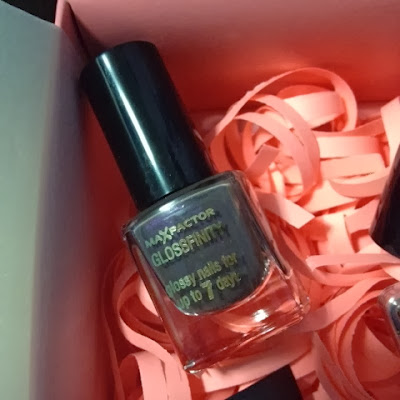 MAXFACTOR
GLOSSFINITY
glossy nails for
up to 7 days.